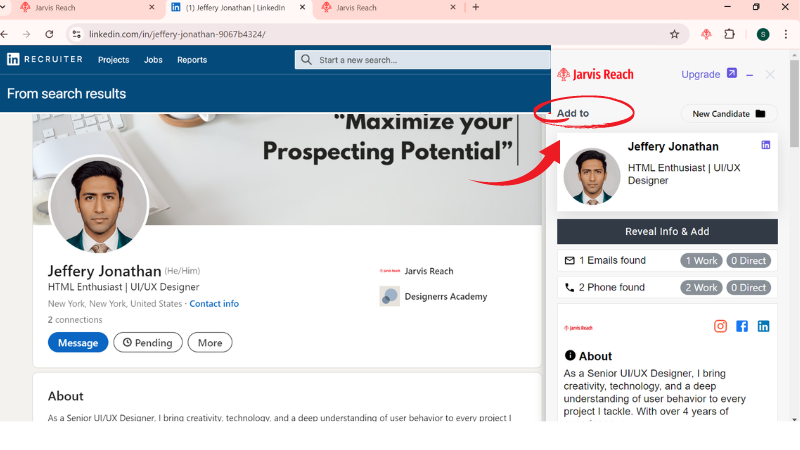 Jarvis Reach
(1) Jeffery Jonathan | LinkedIn
Jarvis Reach
linkedin.com/in/jeffery-jonathan-9067b4324/
S
in RECRUITER
Projects
Jobs
Reports
Start a new search...
From search results
“Maximize your
Prospecting Potential”
Jeffery Jonathan (He/Him)
HTML Enthusiast | UI/UX Designer
New York, New York, United States · Contact info
2 connections
Message
Pending
More
Jarvis Reach
Designerrs Academy
About
As a Senior UI/UX Designer, I bring creativity, technology, and a deep understanding of user behavior to every project I
Jarvis Reach
Upgrade
Add to
New Candidate
Jeffery Jonathan
in
HTML Enthusiast | UI/UX
Designer
Reveal Info & Add
1 Emails found
1 Work
0 Direct
2 Phone found
2 Work
0 Direct
Jarvis Reach
in
About
As a Senior UI/UX Designer, I bring
creativity, technology, and a deep
understanding of user behavior to every
project I tackle. With over 4 years of